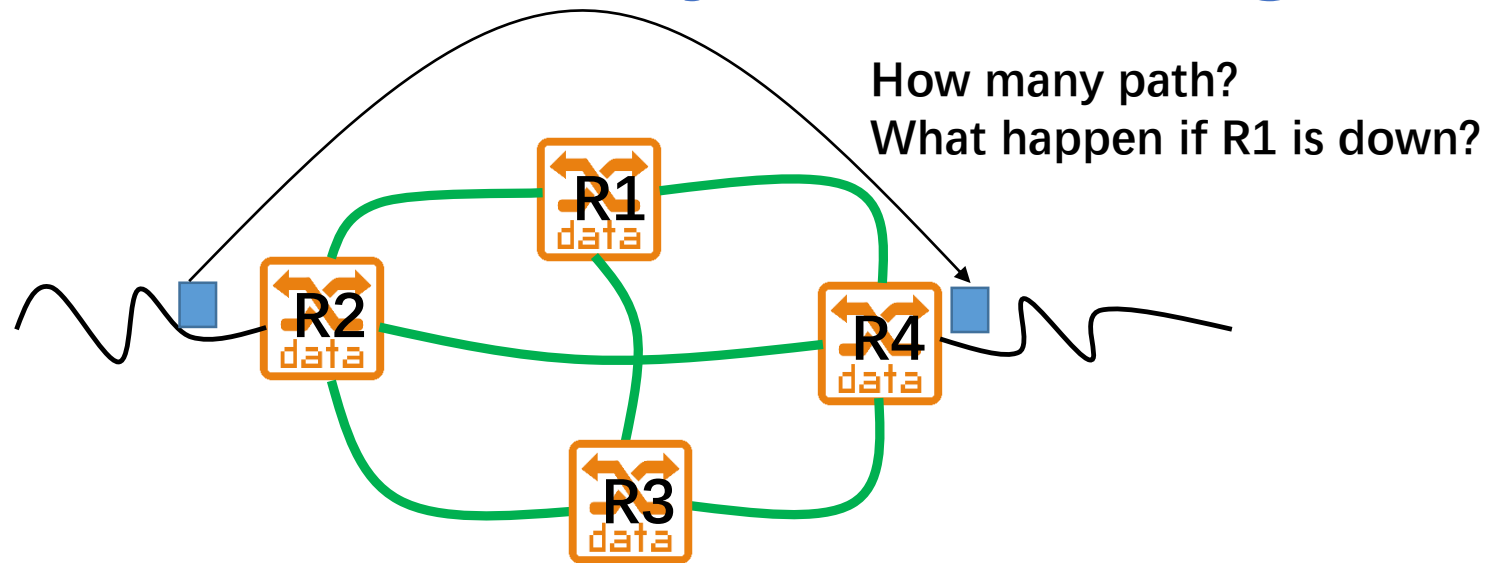 How many path?
What happen if R1 is down?
R1
data
R2
data
R4
data
R3
data